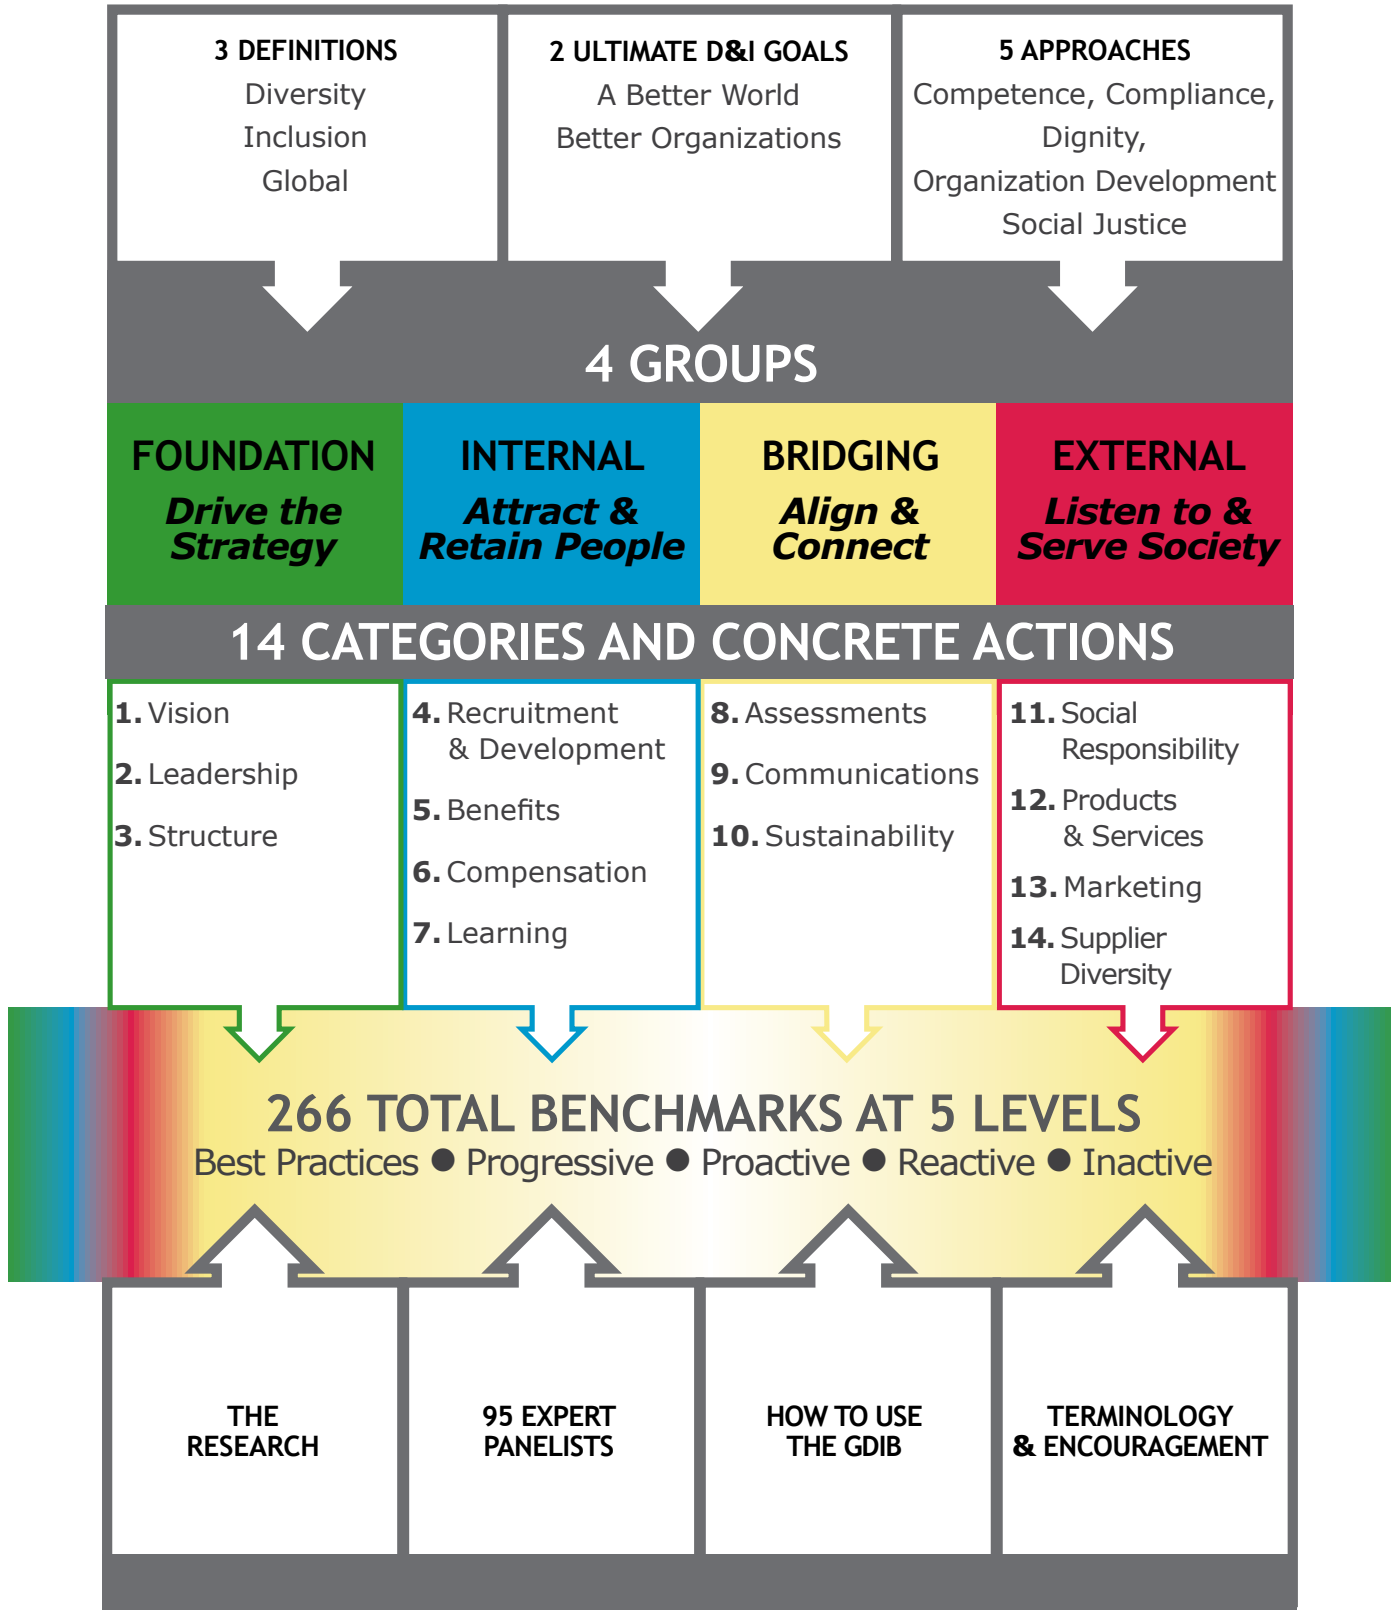 3 DEFINITIONS
Diversity
Inclusion
Global
2 ULTIMATE D&I GOALS
A Better World
Better Organizations
5 APPROACHES
Competence, Compliance,
Dignity,
Organization Development
Social Justice
4 GROUPS
FOUNDATION
Drive the
Strategy
INTERNAL
Attract &
Retain People
BRIDGING
Align &
Connect
EXTERNAL
Listen to &
Serve Society
14 CATEGORIES AND CONCRETE ACTIONS
1. Vision
2. Leadership
3. Structure
4. Recruitment
& Development
5. Benefits
6. Compensation
7. Learning
8. Assessments
9. Communications
10. Sustainability
11. Social
Responsibility
12. Products
& Services
13. Marketing
14. Supplier
Diversity
266 TOTAL BENCHMARKS AT 5 LEVELS
Best Practices ● Progressive ● Proactive ● Reactive ● Inactive
THE
RESEARCH
95 EXPERT
PANELISTS
HOW TO USE
THE GDIB
TERMINOLOGY
& ENCOURAGEMENT